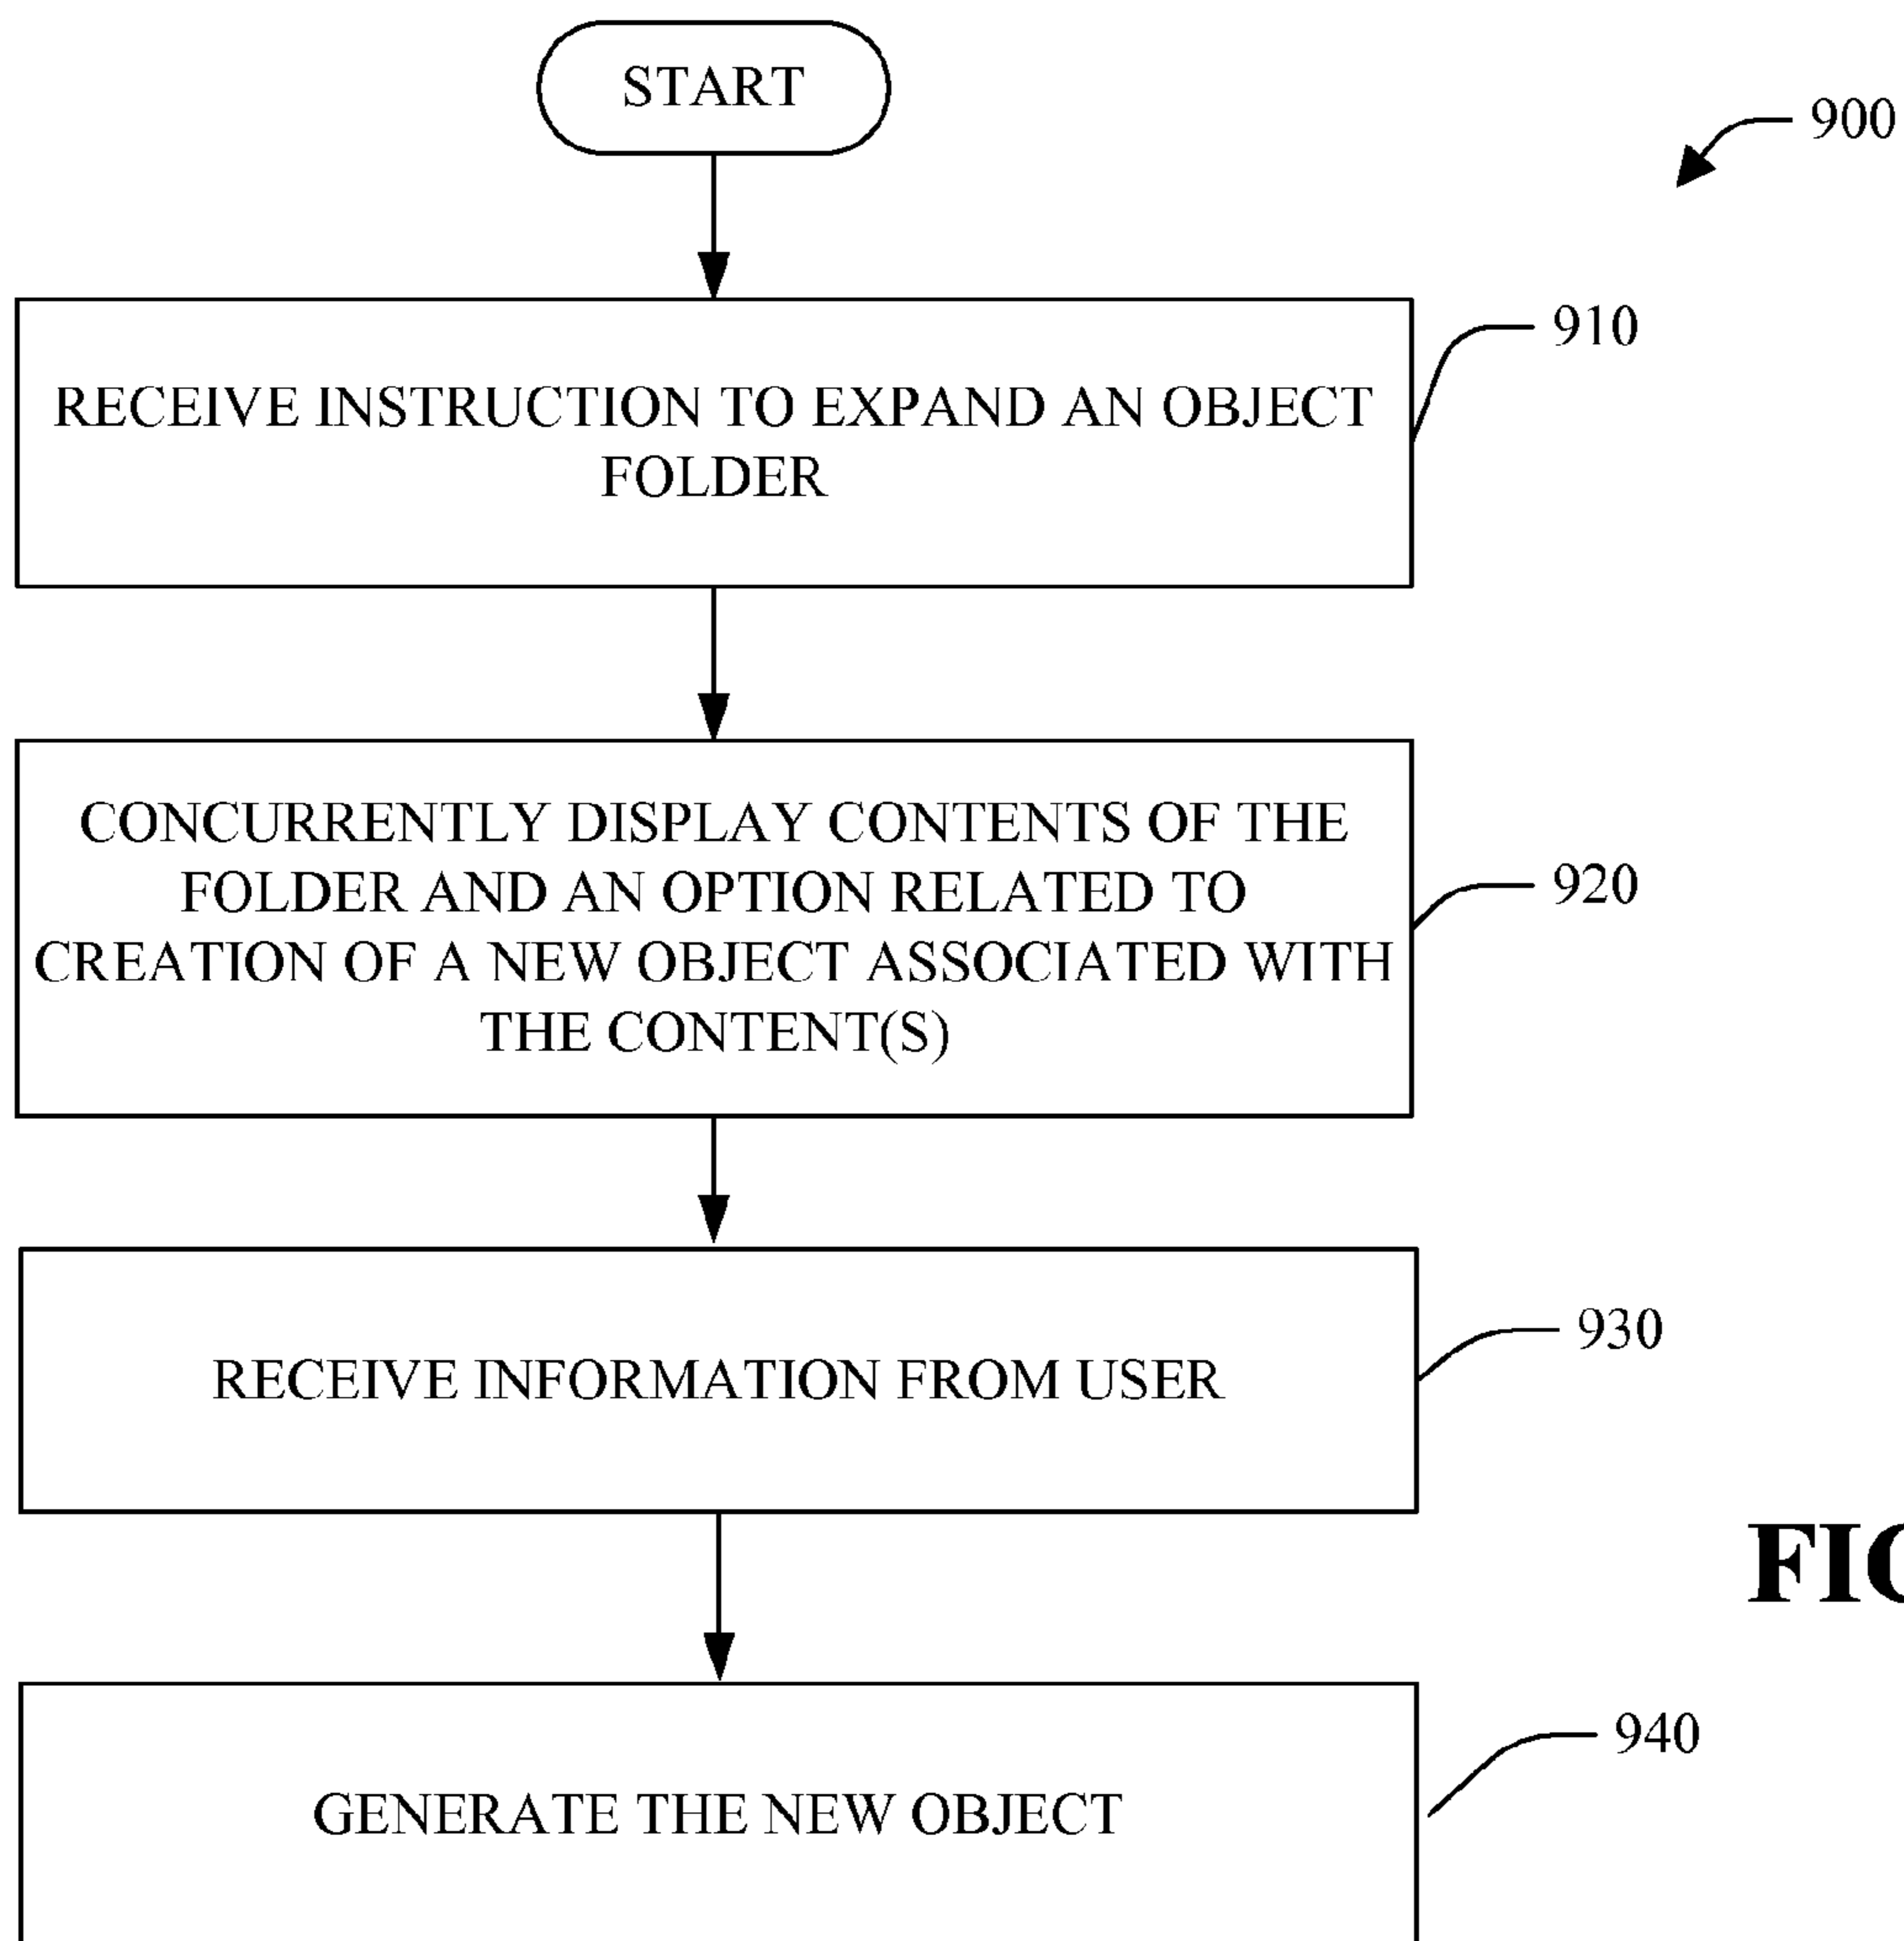 START
900
910
RECEIVE INSTRUCTION TO EXPAND AN OBJECT
FOLDER
CONCURRENTLY DISPLAY CONTENTS OF THE
FOLDER AND AN OPTION RELATED TO
CREATION OF A NEW OBJECT ASSOCIATED WITH
THE CONTENT(S)
920
930
RECEIVE INFORMATION FROM USER
940
GENERATE THE NEW OBJECT